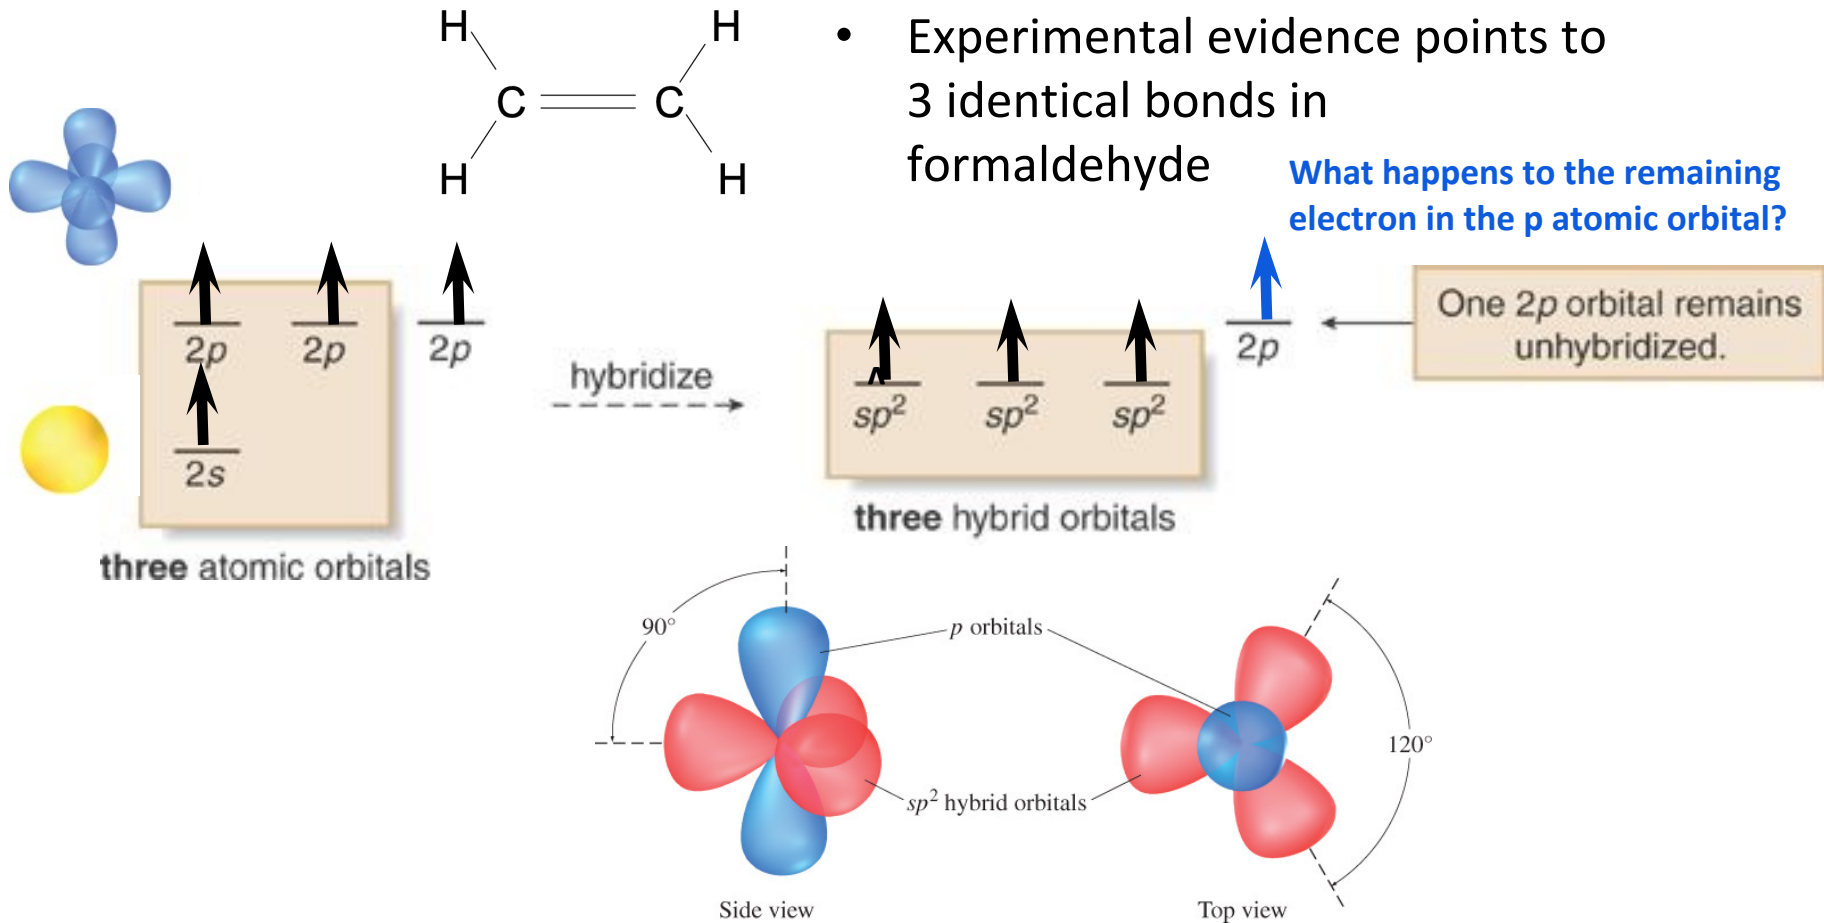 H H
C C
H H
• Experimental evidence points to
3 identical bonds in
formaldehyde
What happens to the remaining
electron in the p atomic orbital?
2p 2p 2p
2s
three atomic orbitals
hybridize
sp² sp² sp²
three hybrid orbitals
2p
One 2p orbital remains
unhybridized.
90°
p orbitals
sp² hybrid orbitals
120°
Side view
Top view